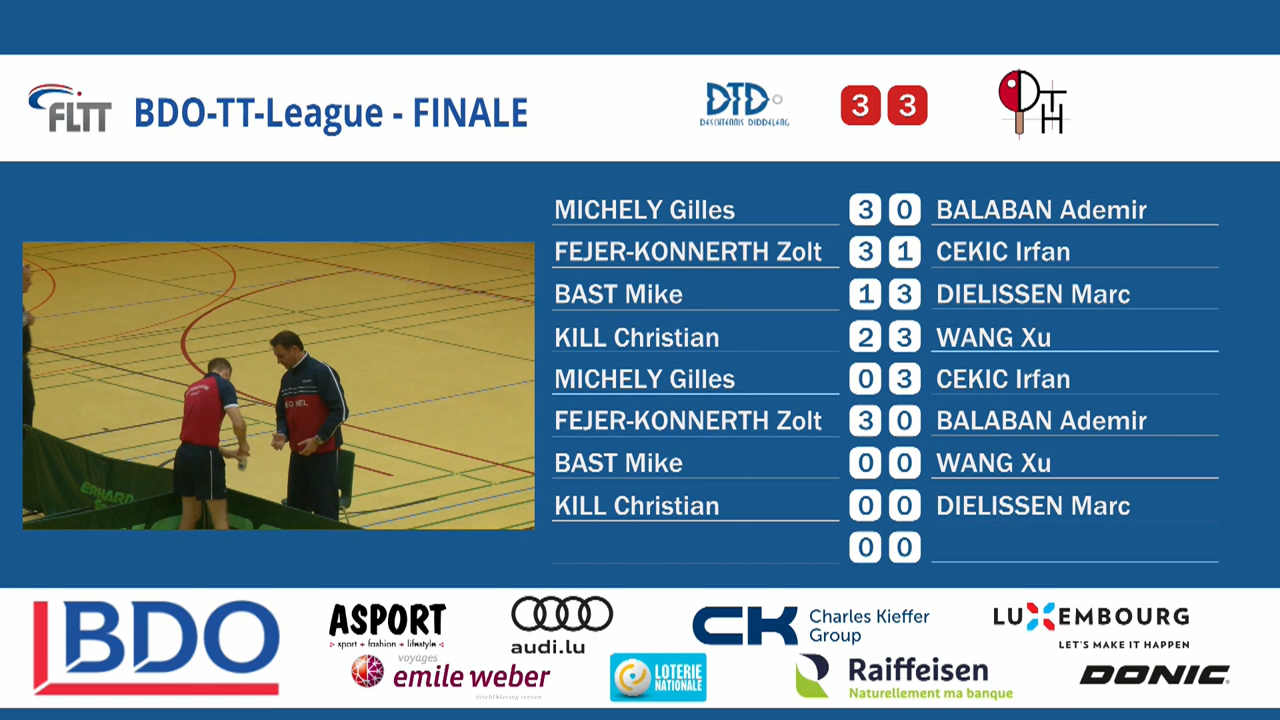 FLTT
BDO-TT-League - FINALE
DTD
DESCHTENNIS DIDDELENG
3 3
DTH
MICHELY Gilles 3 0 BALABAN Ademir
FEJER-KONNERTH Zolt 3 1 CEKIC Irfan
BAST Mike 1 3 DIELISSEN Marc
KILL Christian 2 3 WANG Xu
MICHELY Gilles 0 3 CEKIC Irfan
FEJER-KONNERTH Zolt 3 0 BALABAN Ademir
BAST Mike 0 0 WANG Xu
KILL Christian 0 0 DIELISSEN Marc
0 0
ERHARD
BDO
ASPORT
sport + fashion + lifestyle
audi.lu
CK Charles Kieffer
Group
LUXEMBOURG
LET'S MAKE IT HAPPEN
voyages
emile weber
LOTERIE
NATIONALE
Raiffeisen
Naturellement ma banque
DONIC